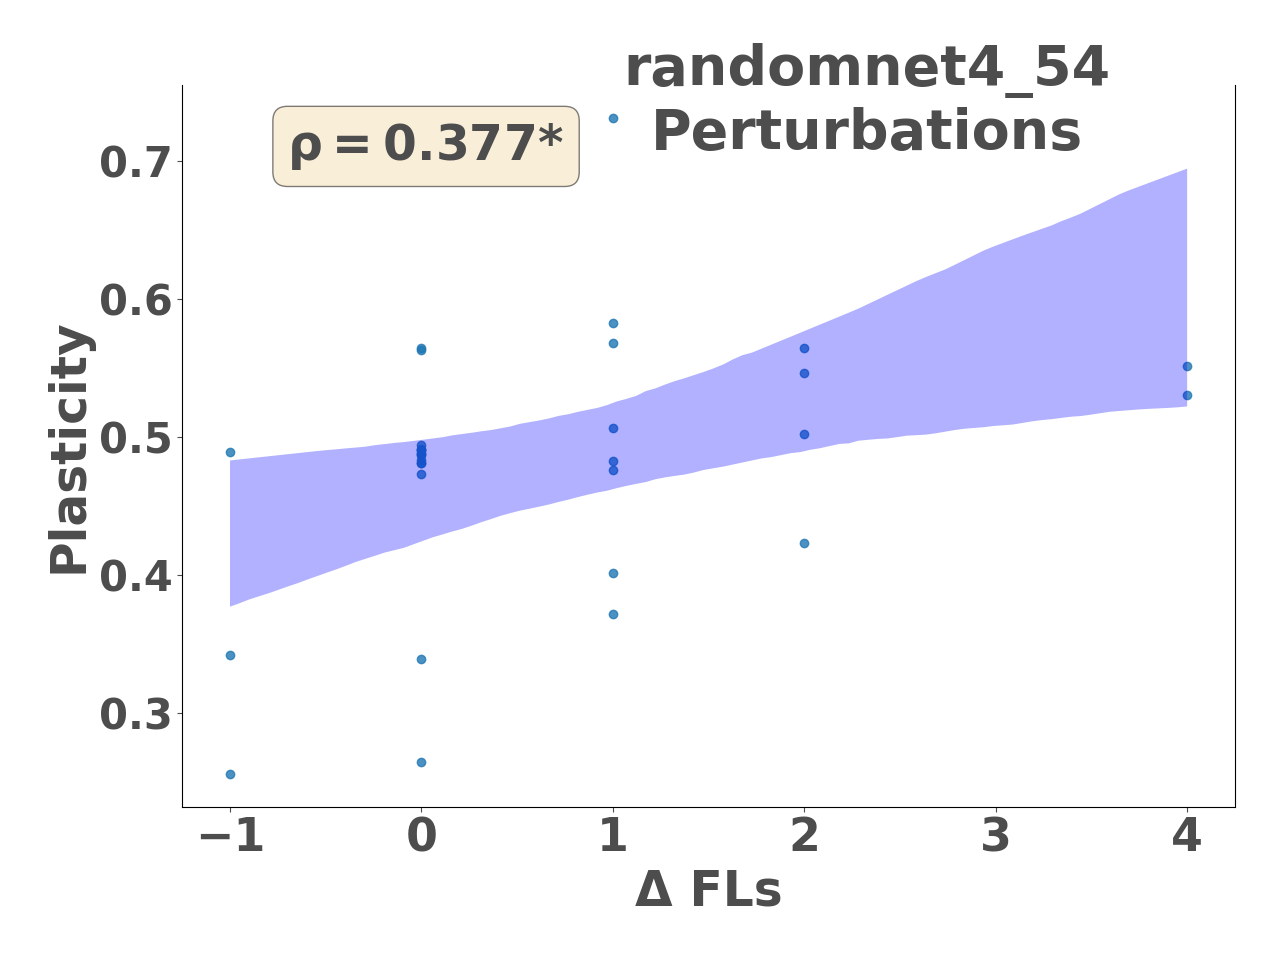 randomnet4_54
Perturbations
ρ = 0.377*
0.7
0.6
0.5
0.4
0.3
Plasticity
−1 0 1 2 3 4
Δ FLs